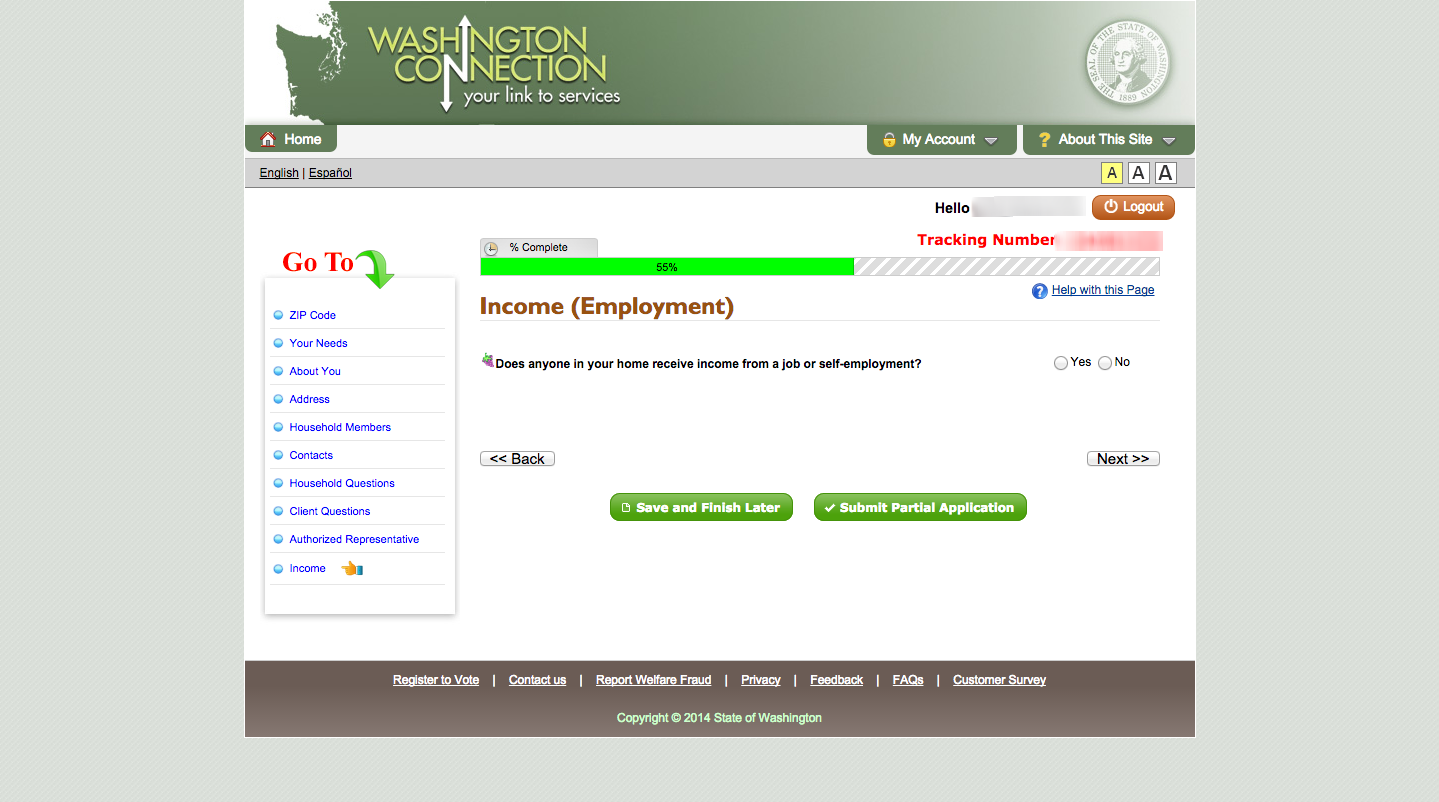 WASHINGTON
CONNECTION
your link to services
THE SEAL OF THE STATE OF WASHINGTON
1889
Home
My Account
? About This Site
English | Español
A A A
Hello
Logout
Tracking Number
% Complete
55%
Go To
? Help with this Page
Income (Employment)
ZIP Code
Your Needs
About You
Address
Household Members
Contacts
Household Questions
Client Questions
Authorized Representative
Income
Does anyone in your home receive income from a job or self-employment? Yes No
<< Back Next >>
Save and Finish Later Submit Partial Application
Register to Vote | Contact us | Report Welfare Fraud | Privacy | Feedback | FAQs | Customer Survey
Copyright © 2014 State of Washington